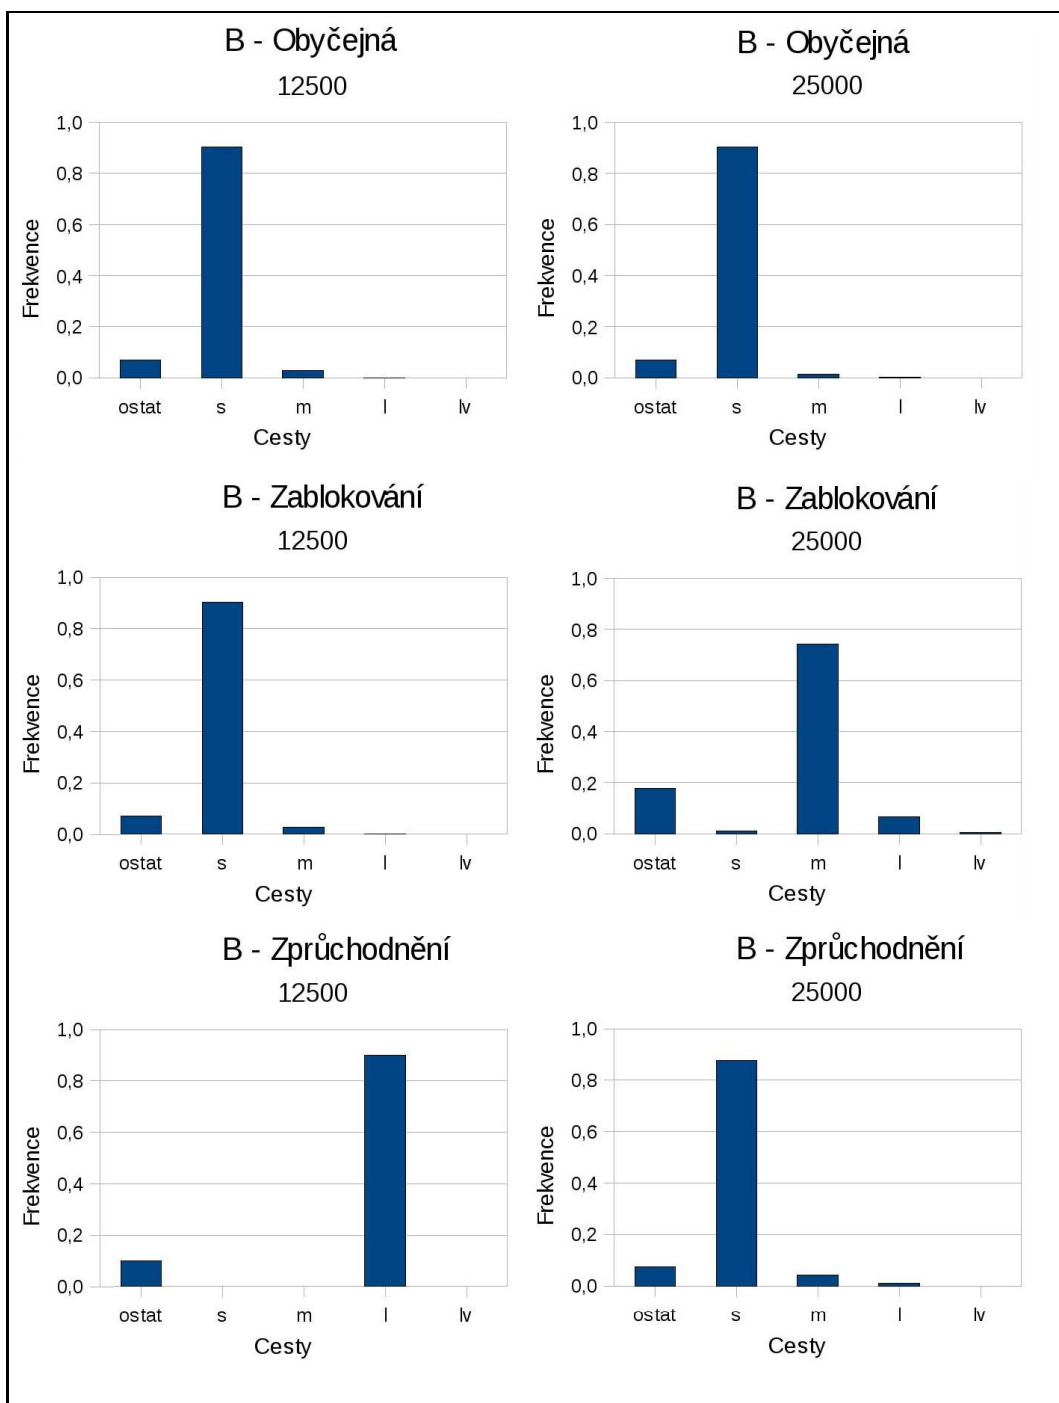 B - Obyčejná
12500
1,0
0,8
0,6
0,4
0,2
0,0
Frekvence
ostat s m l lv
Cesty
B - Obyčejná
25000
1,0
0,8
0,6
0,4
0,2
0,0
Frekvence
ostat s m l lv
Cesty
B - Zablokování
12500
1,0
0,8
0,6
0,4
0,2
0,0
Frekvence
ostat s m l lv
Cesty
B - Zablokování
25000
1,0
0,8
0,6
0,4
0,2
0,0
Frekvence
ostat s m l lv
Cesty
B - Zprůchodnění
12500
1,0
0,8
0,6
0,4
0,2
0,0
Frekvence
ostat s m l lv
Cesty
B - Zprůchodnění
25000
1,0
0,8
0,6
0,4
0,2
0,0
Frekvence
ostat s m l lv
Cesty